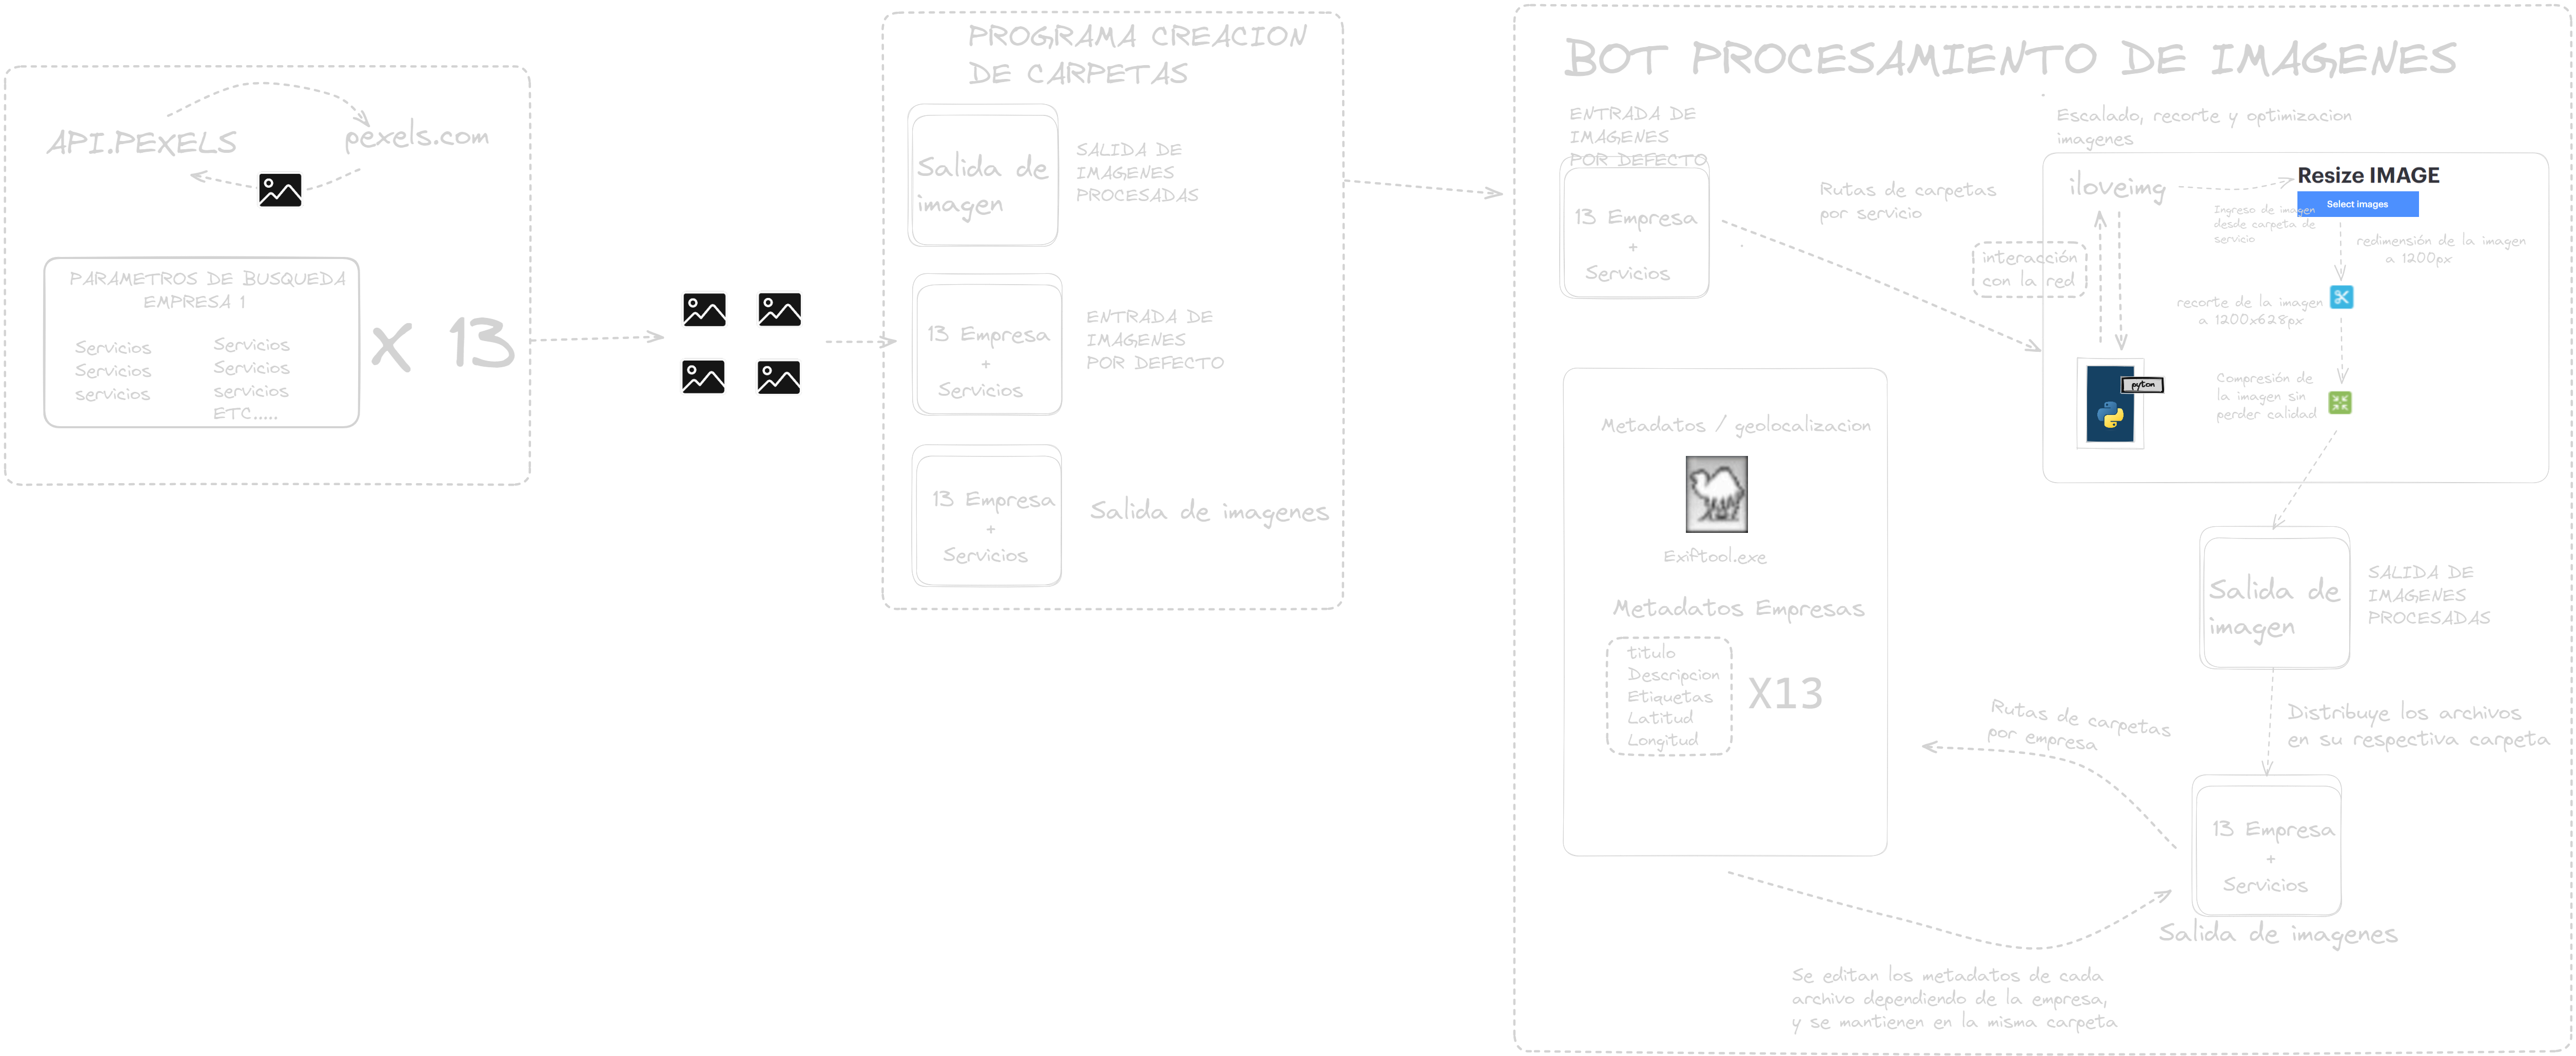 API.PEXELS
pexels.com
PARAMETROS DE BUSQUEDA
EMPRESA 1
Servicios
Servicios
servicios
Servicios
Servicios
servicios
ETC.....
X 13
PROGRAMA CREACION
DE CARPETAS
Salida de
imagen
SALIDA DE
IMAGENES
PROCESADAS
13 Empresa
+
Servicios
ENTRADA DE
IMAGENES
POR DEFECTO
13 Empresa
+
Servicios
Salida de imagenes
BOT PROCESAMIENTO DE IMAGENES
ENTRADA DE
IMAGENES
POR DEFECTO
13 Empresa
+
Servicios
Rutas de carpetas
por servicio
Escalado, recorte y optimizacion
imagenes
iloveimg
Resize IMAGE
Select images
Ingreso de imagen
desde carpeta de
servicio
redimensión de la imagen
a 1200px
interacción
con la red
recorte de la imagen
a 1200x628px
pyton
Compresión de
la imagen sin
perder calidad
Metadatos / geolocalizacion
Exiftool.exe
Metadatos Empresas
titulo
Descripcion
Etiquetas
Latitud
Longitud
X13
Salida de
imagen
SALIDA DE
IMAGENES
PROCESADAS
Distribuye los archivos
en su respectiva carpeta
Rutas de carpetas
por empresa
13 Empresa
+
Servicios
Salida de imagenes
Se editan los metadatos de cada
archivo dependiendo de la empresa,
y se mantienen en la misma carpeta